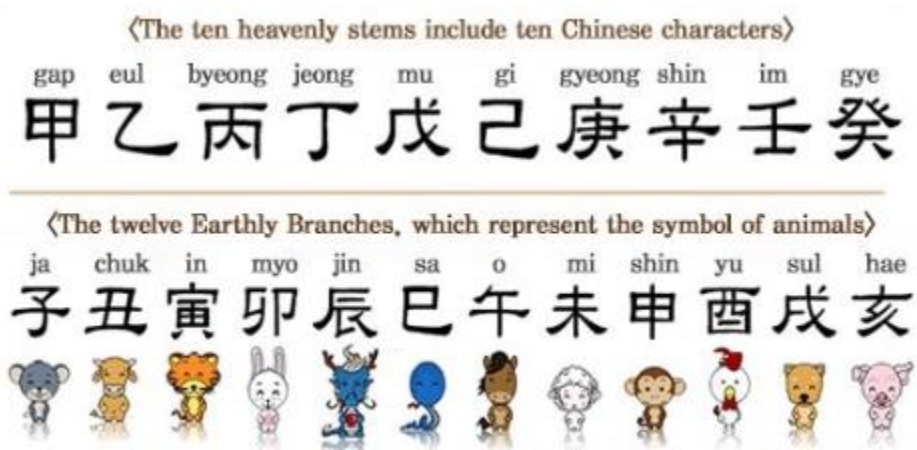 〈The ten heavenly stems include ten Chinese characters〉
gap eul byeong jeong mu gi gyeong shin im gye
甲乙丙丁戊己庚辛壬癸
〈The twelve Earthly Branches, which represent the symbol of animals〉
ja chuk in myo jin sa o mi shin yu sul hae
子丑寅卯辰巳午未申酉戌亥